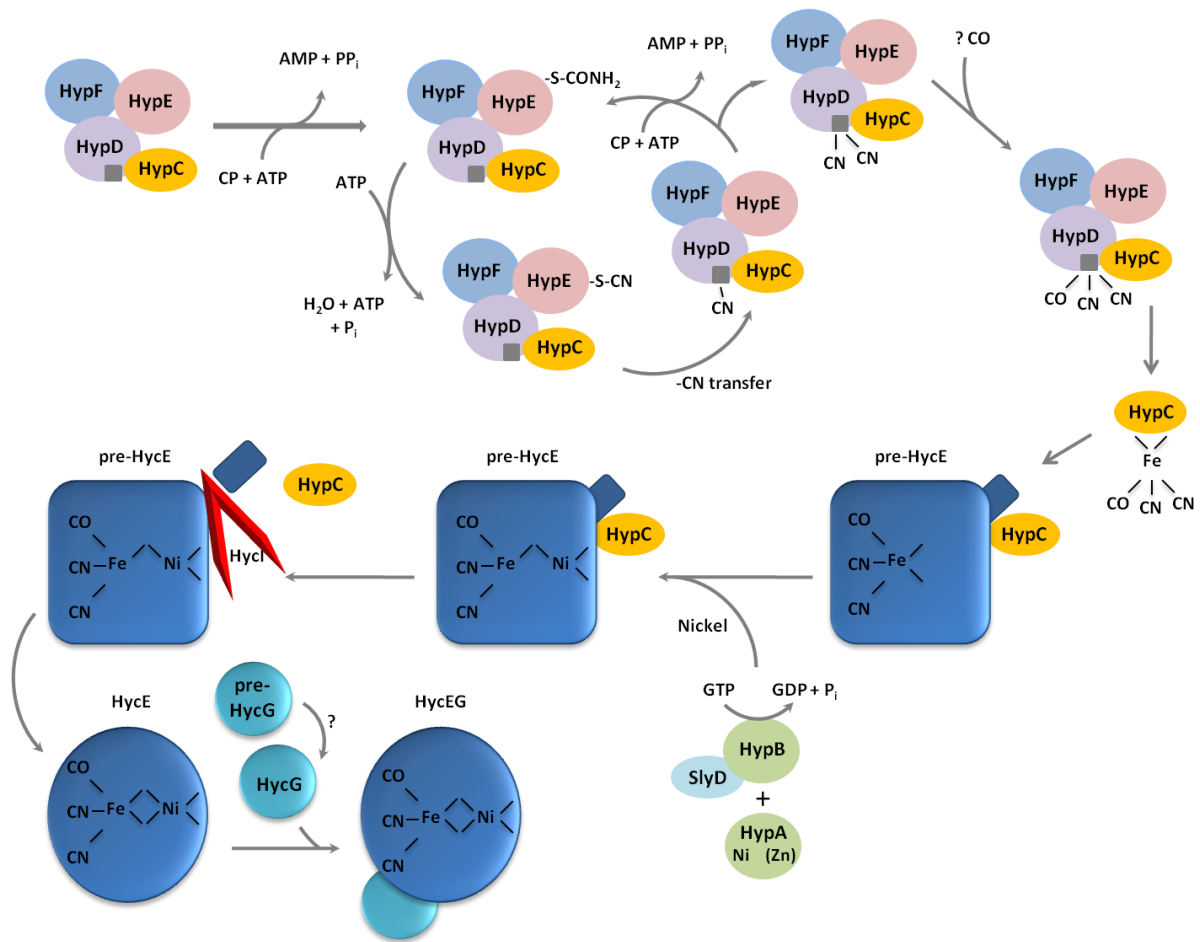 HypF
HypE
HypD
HypC
AMP + PPi
CP + ATP
HypF
HypE
-S-CONH2
HypD
HypC
ATP
H2O + ATP
+ Pi
HypF
HypE
-S-CN
HypD
HypC
-CN transfer
AMP + PPi
CP + ATP
HypF
HypE
HypD
HypC
CN
HypF
HypE
HypD
HypC
CN
CN
? CO
HypF
HypE
HypD
HypC
CO
CN
CN
HypC
Fe
CO
CN
CN
pre-HycE
HypC
CO
CN
Fe
CN
Nickel
GTP
GDP + Pi
HypB
SlyD
+
HypA
Ni (Zn)
pre-HycE
HypC
CO
CN
Fe
Ni
CN
pre-HycE
HypC
HycI
CO
CN
Fe
Ni
CN
HycE
CO
CN
Fe
Ni
CN
pre-
HycG
?
HycG
HycEG
CO
CN
Fe
Ni
CN